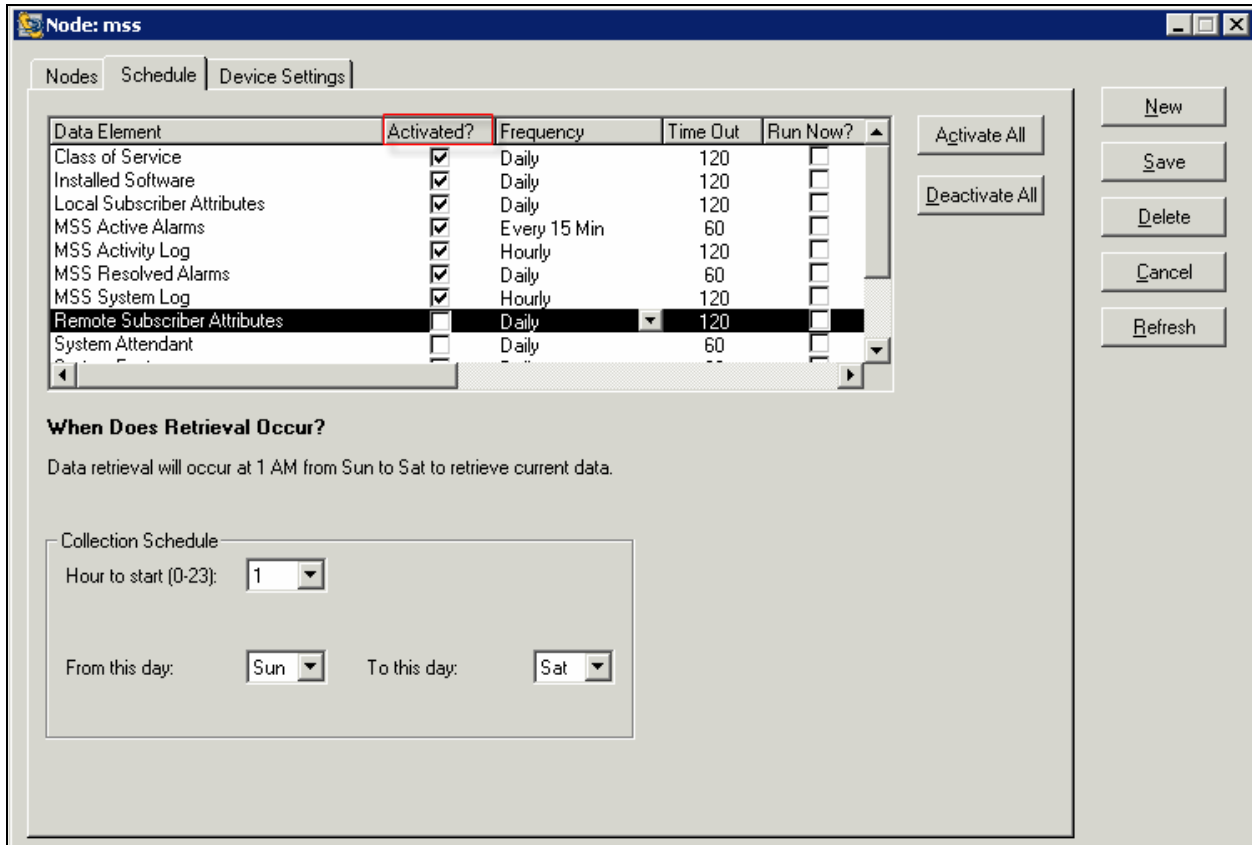 Node: mss
Nodes Schedule Device Settings
Data Element Activated? Frequency Time Out Run Now?
Class of Service Daily 120
Installed Software Daily 120
Local Subscriber Attributes Daily 120
MSS Active Alarms Every 15 Min 60
MSS Activity Log Hourly 120
MSS Resolved Alarms Daily 60
MSS System Log Hourly 120
Remote Subscriber Attributes Daily 120
System Attendant Daily 60
Activate All
Deactivate All
New
Save
Delete
Cancel
Refresh
When Does Retrieval Occur?
Data retrieval will occur at 1 AM from Sun to Sat to retrieve current data.
Collection Schedule
Hour to start (0-23): 1
From this day: Sun To this day: Sat